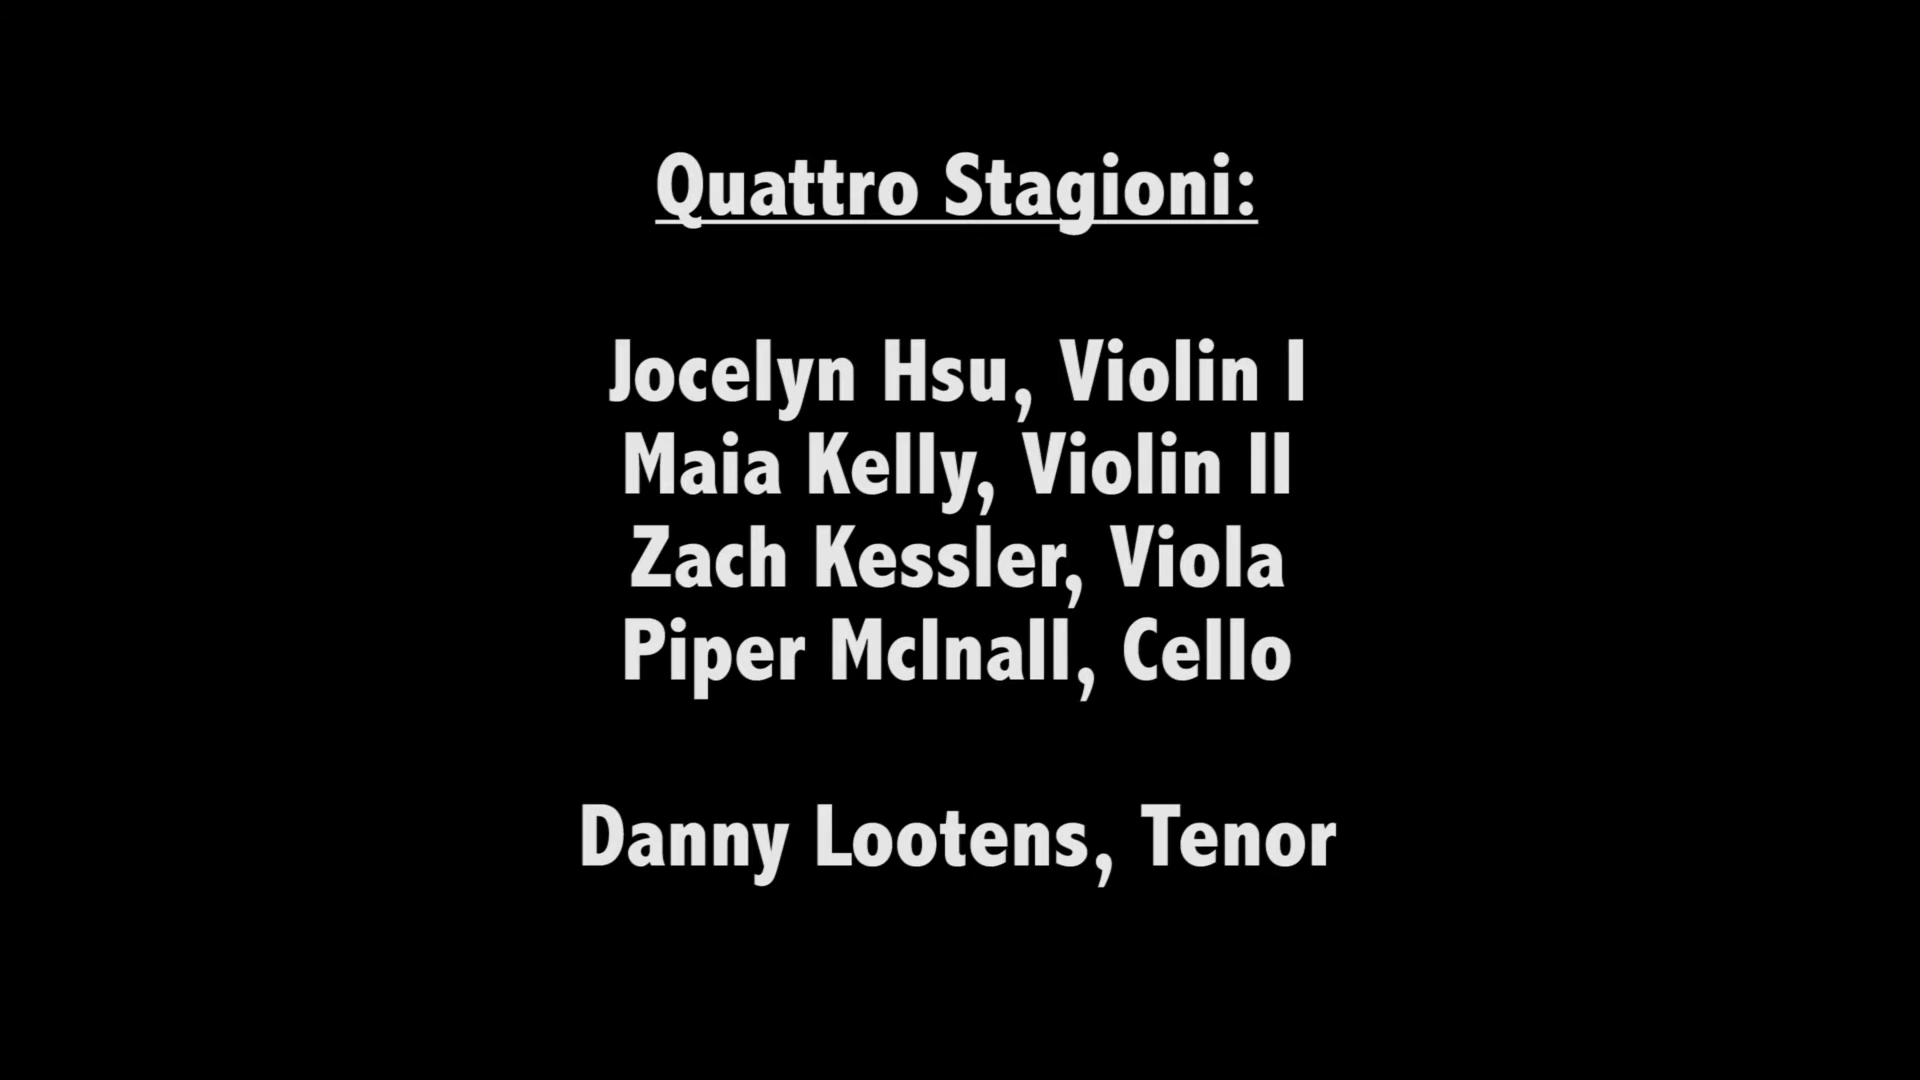 Quattro Stagioni:
Jocelyn Hsu, Violin I
Maia Kelly, Violin II
Zach Kessler, Viola
Piper McInall, Cello
Danny Lootens, Tenor